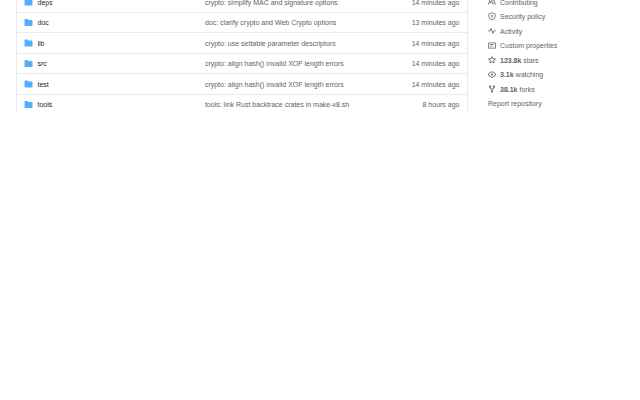 deps crypto: simplify MAC and signature options 14 minutes ago
doc doc: clarify crypto and Web Crypto options 13 minutes ago
lib crypto: use settable parameter descriptors 14 minutes ago
src crypto: align hash() invalid XOF length errors 14 minutes ago
test crypto: align hash() invalid XOF length errors 14 minutes ago
tools tools: link Rust backtrace crates in make-v8.sh 8 hours ago
Contributing
Security policy
Activity
Custom properties
123.8k stars
3.1k watching
38.1k forks
Report repository